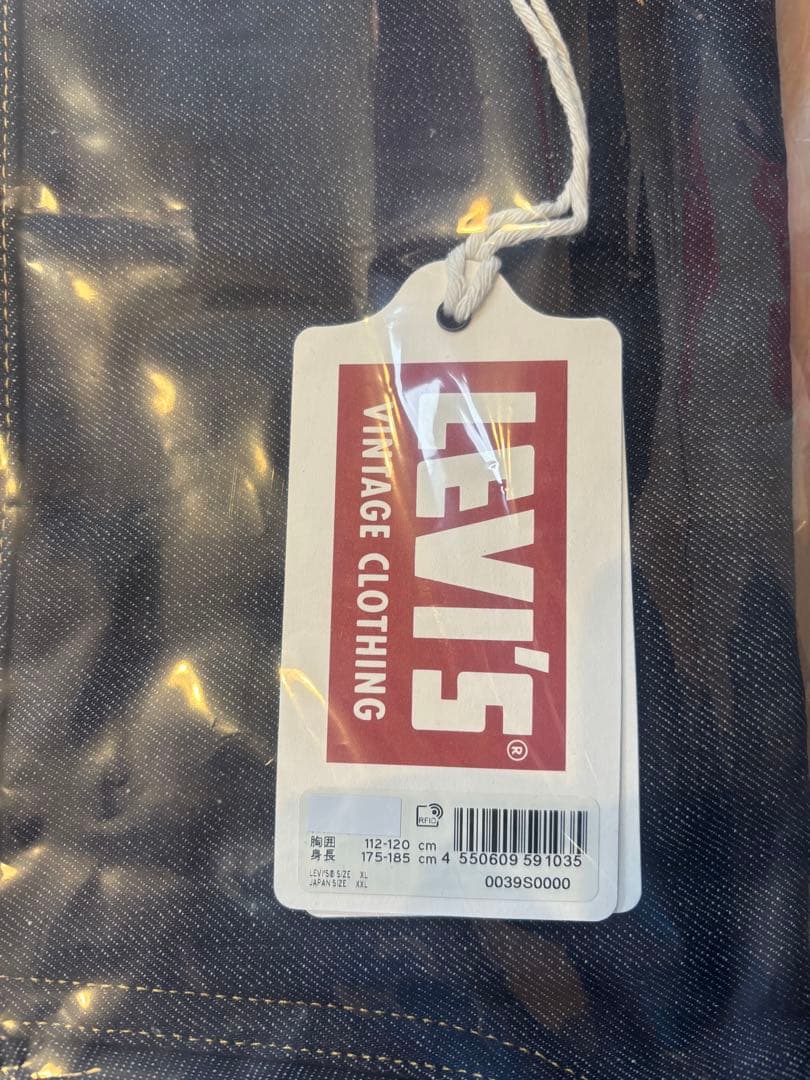 LEVI'S®
VINTAGE CLOTHING
RFID
胸囲 112-120 cm
身長 175-185 cm
LEVI'S® SIZE XL
JAPAN SIZE XXL
4 550609 591035
0039S0000